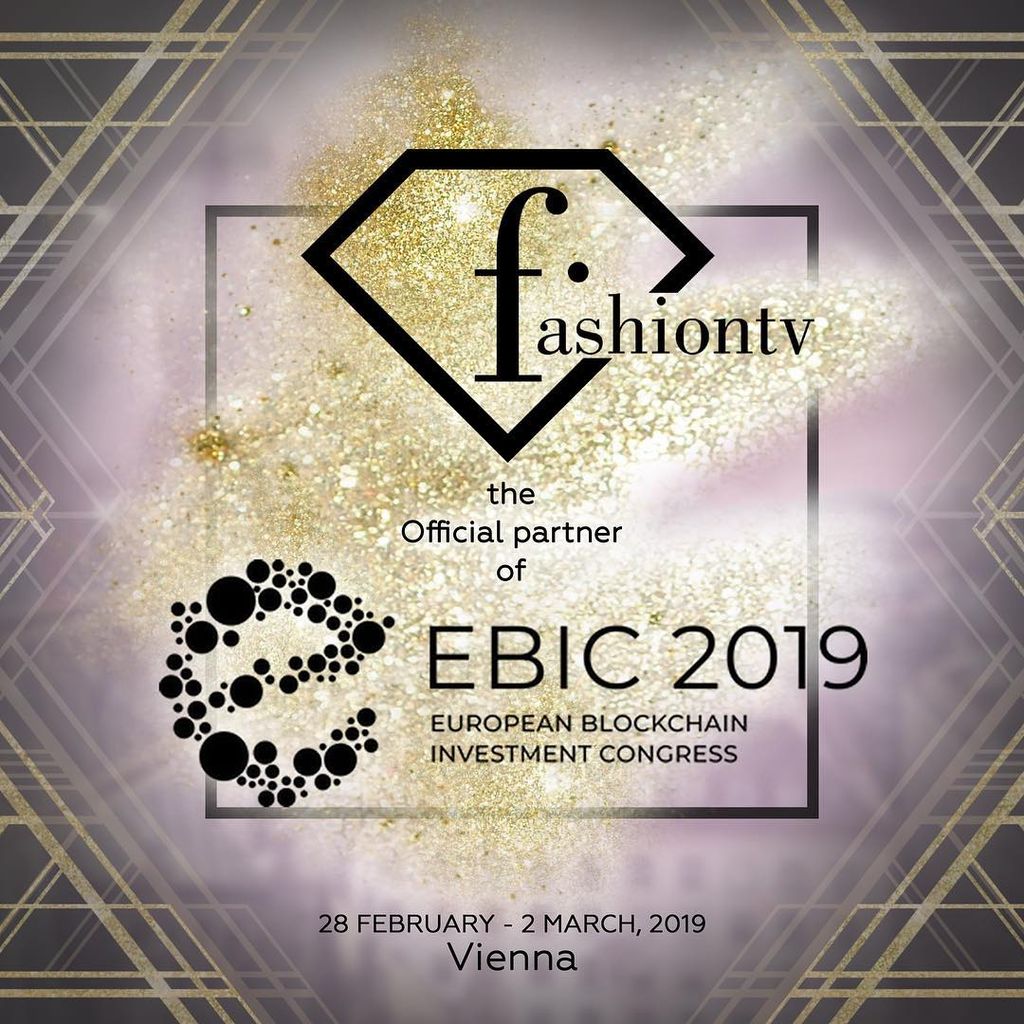 fashiontv
the
Official partner
of
EBIC 2019
EUROPEAN BLOCKCHAIN
INVESTMENT CONGRESS
28 FEBRUARY - 2 MARCH, 2019
Vienna